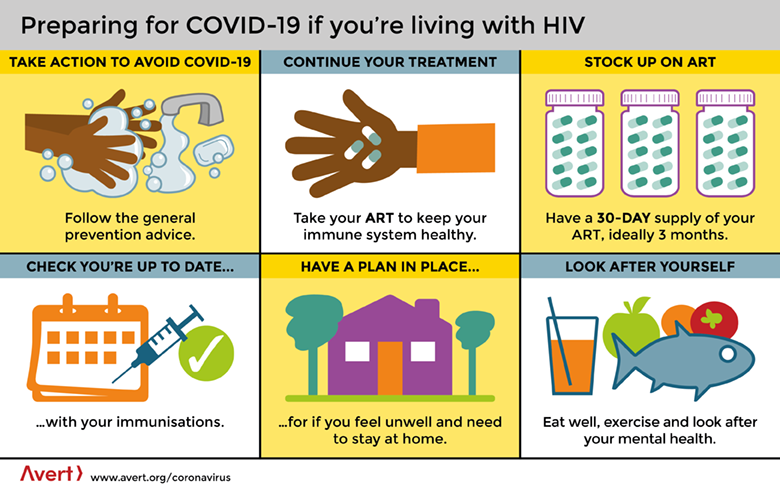 Preparing for COVID-19 if you're living with HIV
TAKE ACTION TO AVOID COVID-19
Follow the general
prevention advice.
CONTINUE YOUR TREATMENT
Take your ART to keep your
immune system healthy.
STOCK UP ON ART
Have a 30-DAY supply of your
ART, ideally 3 months.
CHECK YOU'RE UP TO DATE...
...with your immunisations.
HAVE A PLAN IN PLACE...
...for if you feel unwell and need
to stay at home.
LOOK AFTER YOURSELF
Eat well, exercise and look after
your mental health.
Avert www.avert.org/coronavirus